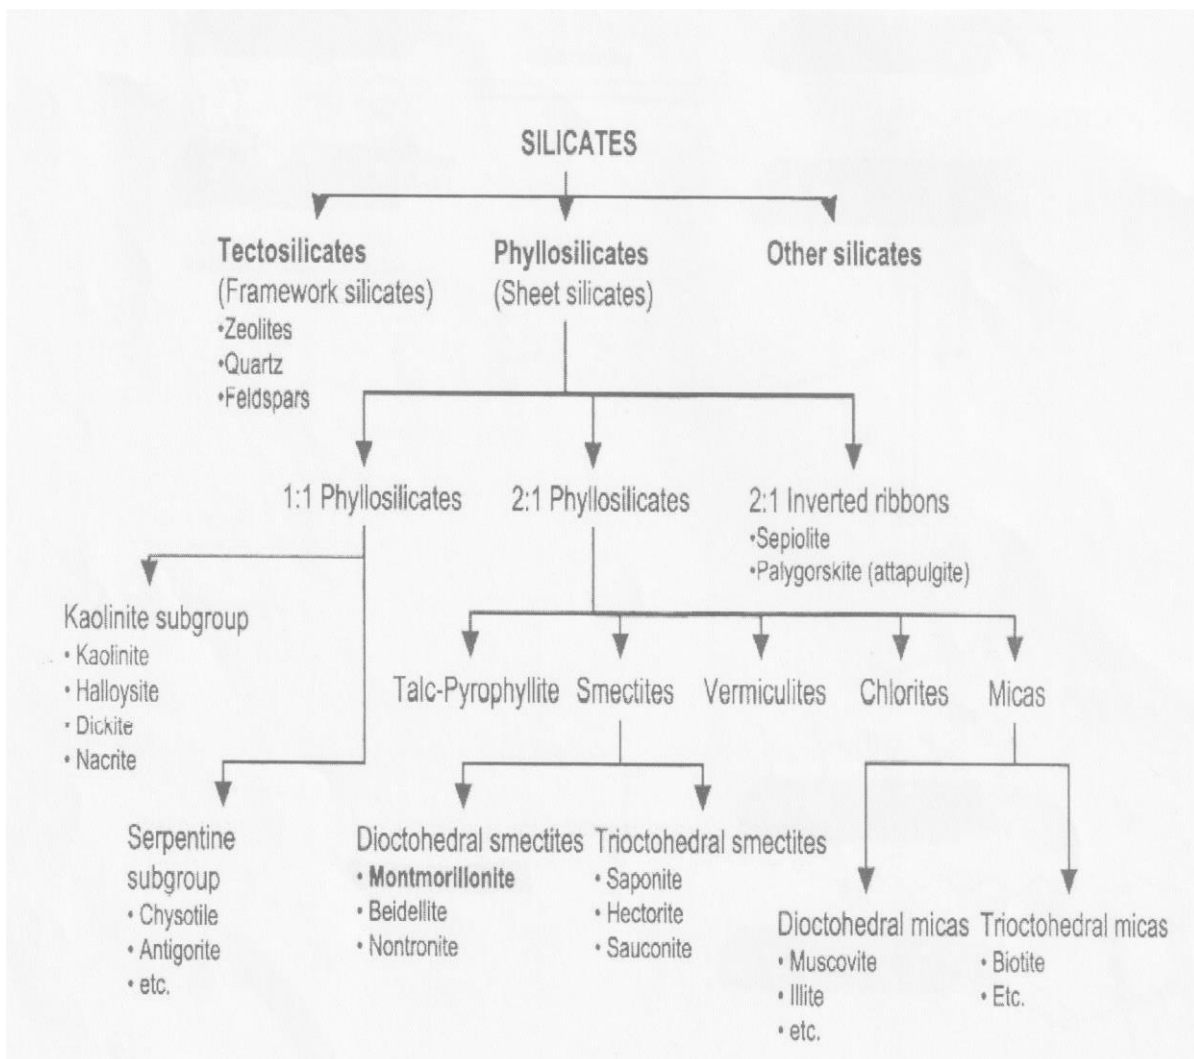 SILICATES
Tectosilicates
(Framework silicates)
•Zeolites
•Quartz
•Feldspars
Phyllosilicates
(Sheet silicates)
Other silicates
1:1 Phyllosilicates
2:1 Phyllosilicates
2:1 Inverted ribbons
•Sepiolite
•Palygorskite (attapulgite)
Kaolinite subgroup
• Kaolinite
• Halloysite
• Dickite
• Nacrite
Talc-Pyrophyllite
Smectites
Vermiculites
Chlorites
Micas
Serpentine
subgroup
• Chysotile
• Antigorite
• etc.
Dioctohedral smectites
• Montmorillonite
• Beidellite
• Nontronite
Trioctohedral smectites
• Saponite
• Hectorite
• Sauconite
Dioctohedral micas
• Muscovite
• Illite
• etc.
Trioctohedral micas
• Biotite
• Etc.